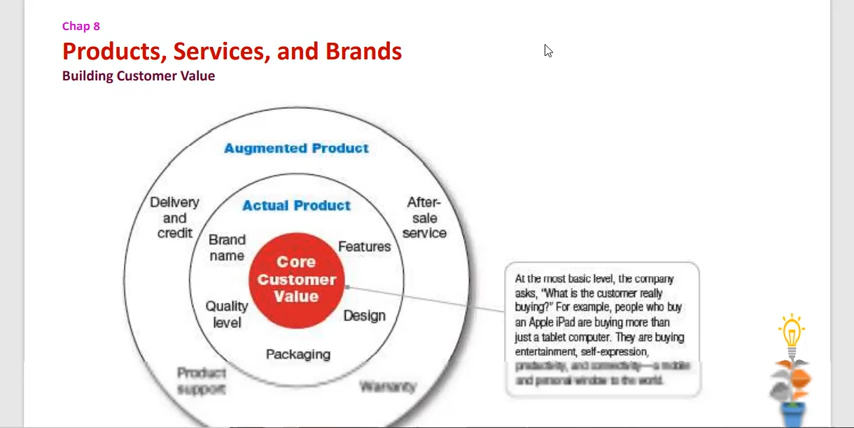 Chap 8
Products, Services, and Brands
Building Customer Value
Augmented Product
Delivery
and
credit
After-
sale
service
Actual Product
Brand
name
Features
Core
Customer
Value
Quality
level
Design
Packaging
Product
support
Warranty
At the most basic level, the company
asks, "What is the customer really
buying?" For example, people who buy
an Apple iPad are buying more than
just a tablet computer. They are buying
entertainment, self-expression,
productivity, and connectivity—a mobile
and personal window to the world.